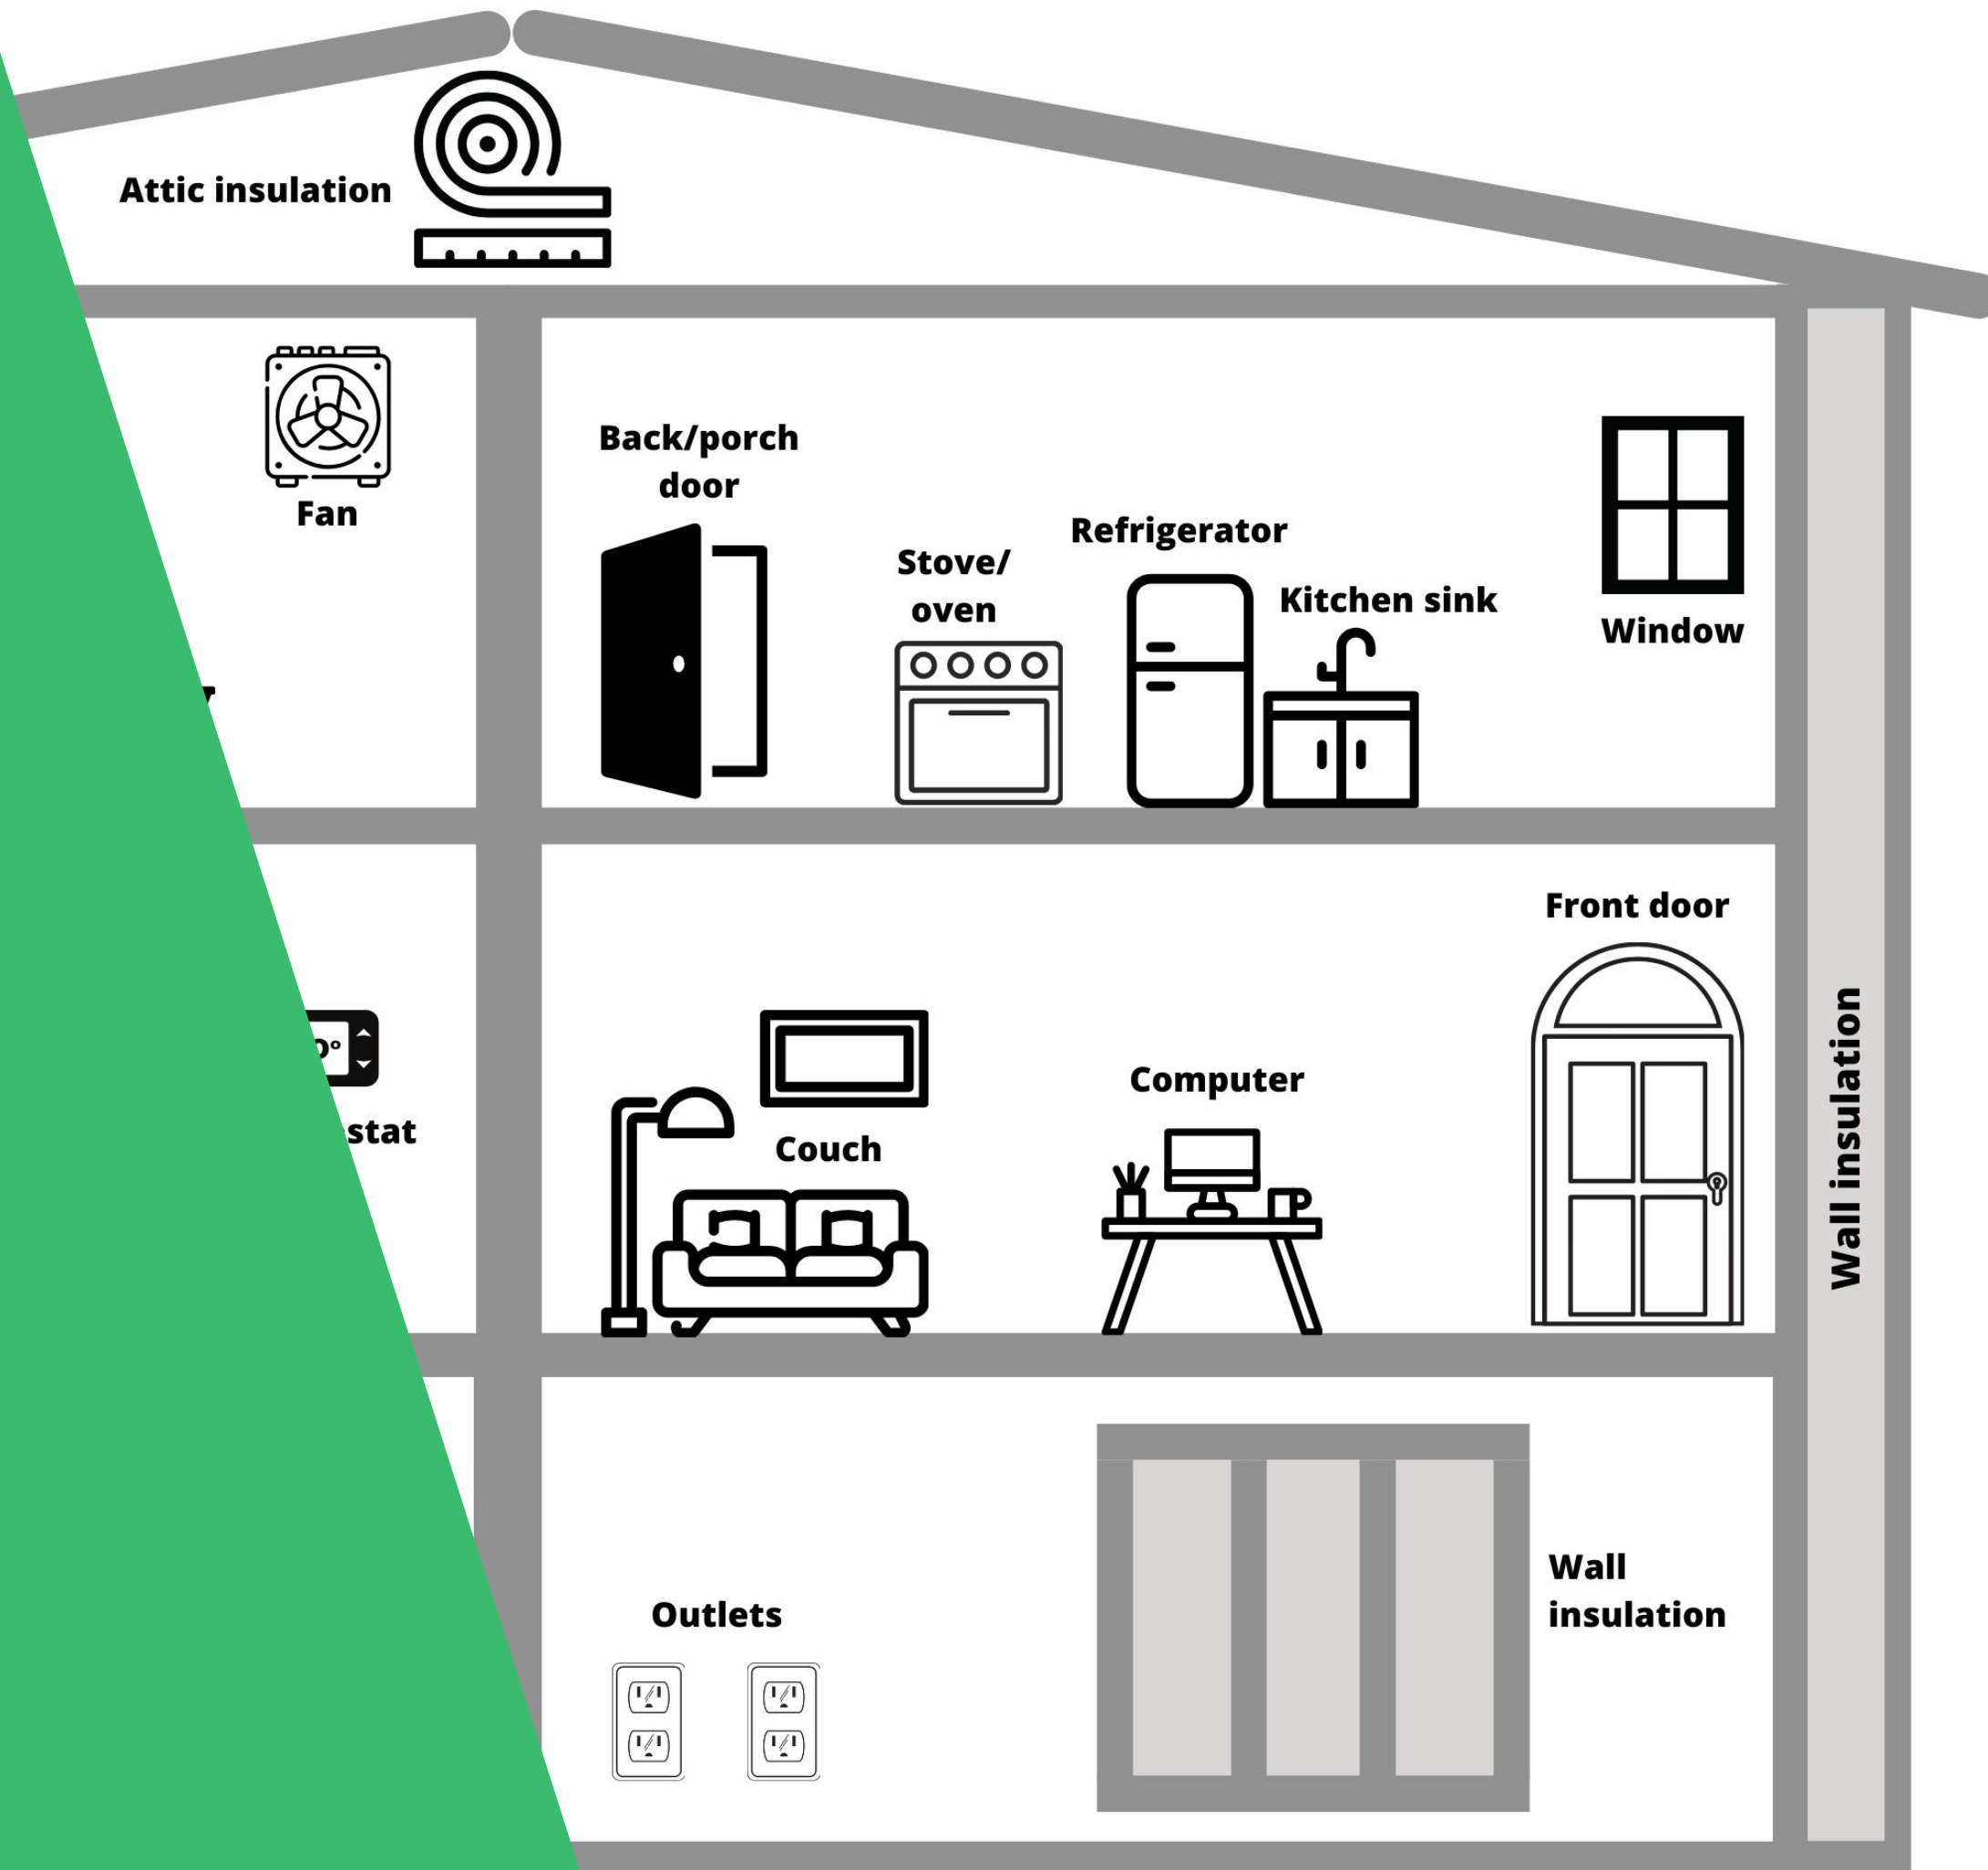 Attic insulation
Fan
Back/porch
door
Stove/
oven
Refrigerator
Kitchen sink
Window
Front door
Computer
Couch
stat
Wall insulation
Outlets
Wall
insulation